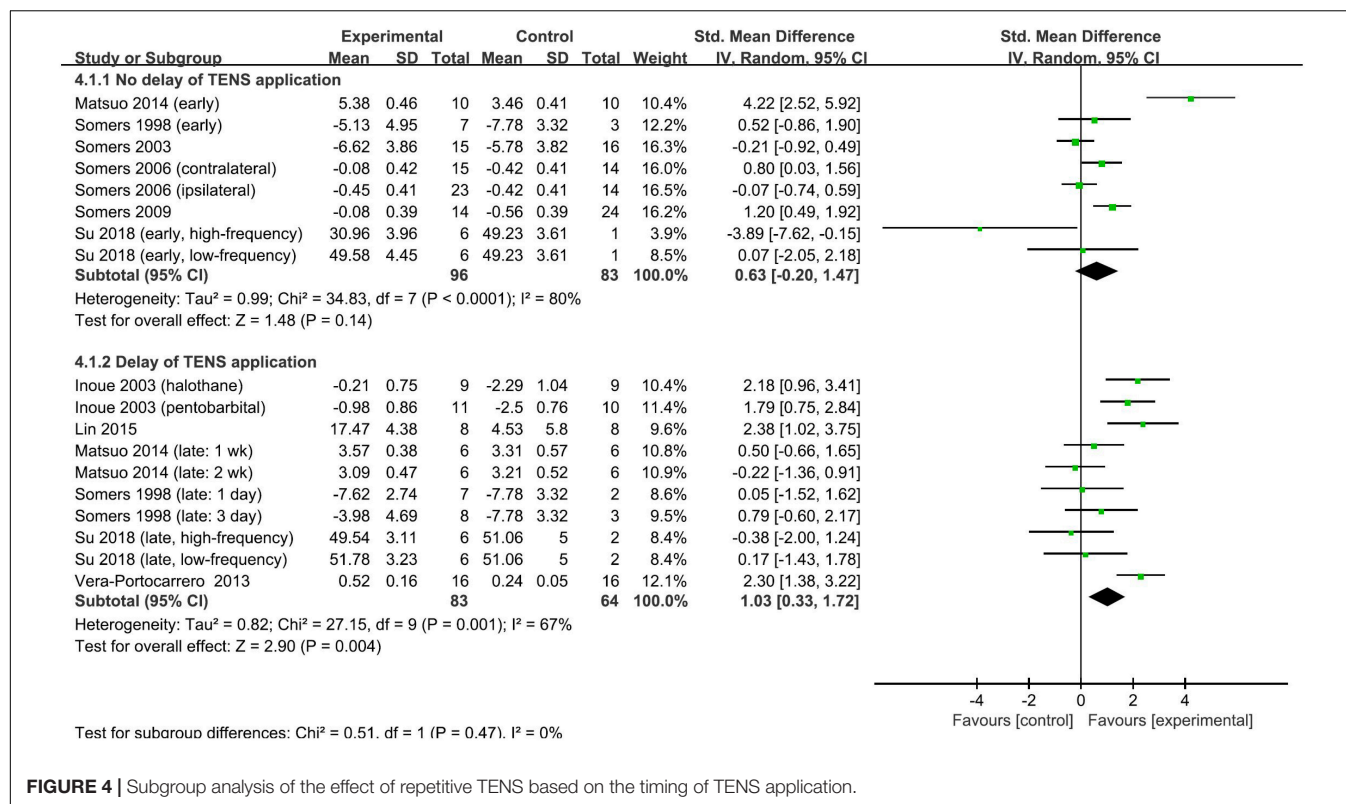 Experimental Control Std. Mean Difference Std. Mean Difference
Study or Subgroup Mean SD Total Mean SD Total Weight IV, Random, 95% CI IV, Random, 95% CI
4.1.1 No delay of TENS application
Matsuo 2014 (early) 5.38 0.46 10 3.46 0.41 10 10.4% 4.22 [2.52, 5.92]
Somers 1998 (early) -5.13 4.95 7 -7.78 3.32 3 12.2% 0.52 [-0.86, 1.90]
Somers 2003 -6.62 3.86 15 -5.78 3.82 16 16.3% -0.21 [-0.92, 0.49]
Somers 2006 (contralateral) -0.08 0.42 15 -0.42 0.41 14 16.0% 0.80 [0.03, 1.56]
Somers 2006 (ipsilateral) -0.45 0.41 23 -0.42 0.41 14 16.5% -0.07 [-0.74, 0.59]
Somers 2009 -0.08 0.39 14 -0.56 0.39 24 16.2% 1.20 [0.49, 1.92]
Su 2018 (early, high-frequency) 30.96 3.96 6 49.23 3.61 1 3.9% -3.89 [-7.62, -0.15]
Su 2018 (early, low-frequency) 49.58 4.45 6 49.23 3.61 1 8.5% 0.07 [-2.05, 2.18]
Subtotal (95% CI) 96 83 100.0% 0.63 [-0.20, 1.47]
Heterogeneity: Tau² = 0.99; Chi² = 34.83, df = 7 (P < 0.0001); I² = 80%
Test for overall effect: Z = 1.48 (P = 0.14)
4.1.2 Delay of TENS application
Inoue 2003 (halothane) -0.21 0.75 9 -2.29 1.04 9 10.4% 2.18 [0.96, 3.41]
Inoue 2003 (pentobarbital) -0.98 0.86 11 -2.5 0.76 10 11.4% 1.79 [0.75, 2.84]
Lin 2015 17.47 4.38 8 4.53 5.8 8 9.6% 2.38 [1.02, 3.75]
Matsuo 2014 (late: 1 wk) 3.57 0.38 6 3.31 0.57 6 10.8% 0.50 [-0.66, 1.65]
Matsuo 2014 (late: 2 wk) 3.09 0.47 6 3.21 0.52 6 10.9% -0.22 [-1.36, 0.91]
Somers 1998 (late: 1 day) -7.62 2.74 7 -7.78 3.32 2 8.6% 0.05 [-1.52, 1.62]
Somers 1998 (late: 3 day) -3.98 4.69 8 -7.78 3.32 3 9.5% 0.79 [-0.60, 2.17]
Su 2018 (late, high-frequency) 49.54 3.11 6 51.06 5 2 8.4% -0.38 [-2.00, 1.24]
Su 2018 (late, low-frequency) 51.78 3.23 6 51.06 5 2 8.4% 0.17 [-1.43, 1.78]
Vera-Portocarrero 2013 0.52 0.16 16 0.24 0.05 16 12.1% 2.30 [1.38, 3.22]
Subtotal (95% CI) 83 64 100.0% 1.03 [0.33, 1.72]
Heterogeneity: Tau² = 0.82; Chi² = 27.15, df = 9 (P = 0.001); I² = 67%
Test for overall effect: Z = 2.90 (P = 0.004)
-4 -2 0 2 4
Favours [control] Favours [experimental]
Test for subgroup differences: Chi² = 0.51, df = 1 (P = 0.47), I² = 0%
FIGURE 4 | Subgroup analysis of the effect of repetitive TENS based on the timing of TENS application.